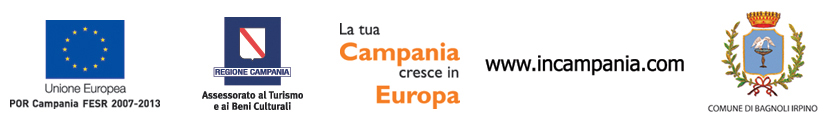 Unione Europea
POR Campania FESR 2007-2013
REGIONE CAMPANIA
Assessorato al Turismo
e ai Beni Culturali
La tua
Campania
cresce in
Europa
www.incampania.com
COMUNE DI BAGNOLI IRPINO